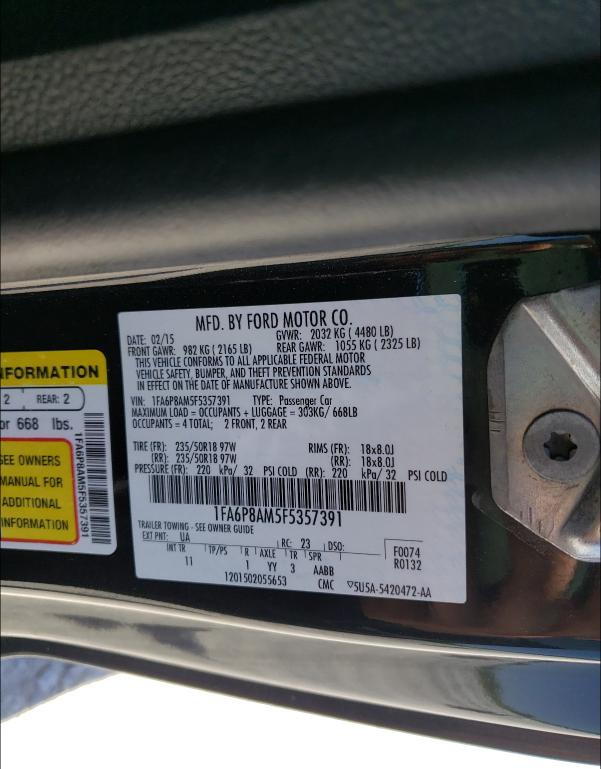 MFD. BY FORD MOTOR CO.
DATE: 02/15 GVWR: 2032 KG ( 4480 LB)
FRONT GAWR: 982 KG ( 2165 LB) REAR GAWR: 1055 KG ( 2325 LB)
THIS VEHICLE CONFORMS TO ALL APPLICABLE FEDERAL MOTOR
VEHICLE SAFETY, BUMPER, AND THEFT PREVENTION STANDARDS
IN EFFECT ON THE DATE OF MANUFACTURE SHOWN ABOVE.
VIN: 1FA6P8AM5F5357391 TYPE: Passenger Car
MAXIMUM LOAD = OCCUPANTS + LUGGAGE = 303KG/ 668LB
OCCUPANTS = 4 TOTAL; 2 FRONT, 2 REAR
TIRE (FR): 235/50R18 97W RIMS (FR): 18x8.0J
(RR): 235/50R18 97W (RR): 18x8.0J
PRESSURE (FR): 220 kPa/ 32 PSI COLD (RR): 220 kPa/ 32 PSI COLD
1FA6P8AM5F5357391
TRAILER TOWING - SEE OWNER GUIDE
EXT PNT: UA RC: 23 DSO: F0074
INT TR TP/PS R AXLE TR SPR R0132
11 1 YY 3 AABB
1201502055653 CMC ▽5U5A-5420472-AA
INFORMATION
2 REAR: 2
or 668 lbs.
SEE OWNERS
MANUAL FOR
ADDITIONAL
INFORMATION
1FA6P8AM5F5357391